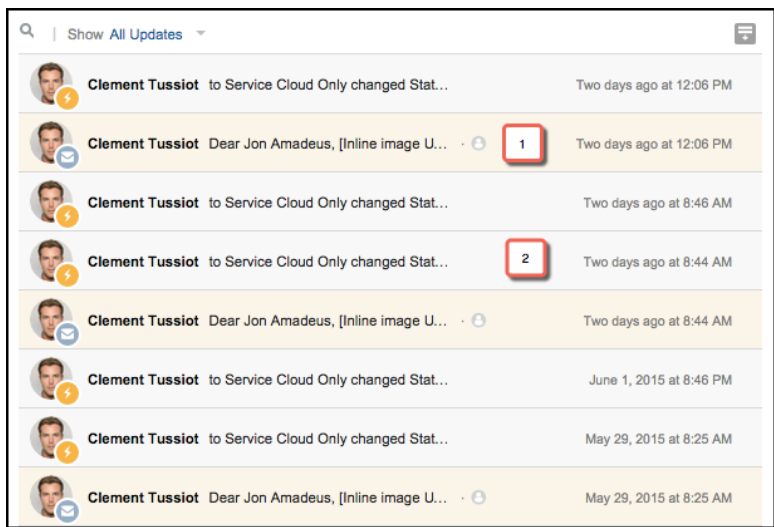 Show All Updates
Clement Tussiot to Service Cloud Only changed Stat... Two days ago at 12:06 PM
Clement Tussiot Dear Jon Amadeus, [Inline image U... · 1 Two days ago at 12:06 PM
Clement Tussiot to Service Cloud Only changed Stat... Two days ago at 8:46 AM
Clement Tussiot to Service Cloud Only changed Stat... 2 Two days ago at 8:44 AM
Clement Tussiot Dear Jon Amadeus, [Inline image U... · Two days ago at 8:44 AM
Clement Tussiot to Service Cloud Only changed Stat... June 1, 2015 at 8:46 PM
Clement Tussiot to Service Cloud Only changed Stat... May 29, 2015 at 8:25 AM
Clement Tussiot Dear Jon Amadeus, [Inline image U... · May 29, 2015 at 8:25 AM